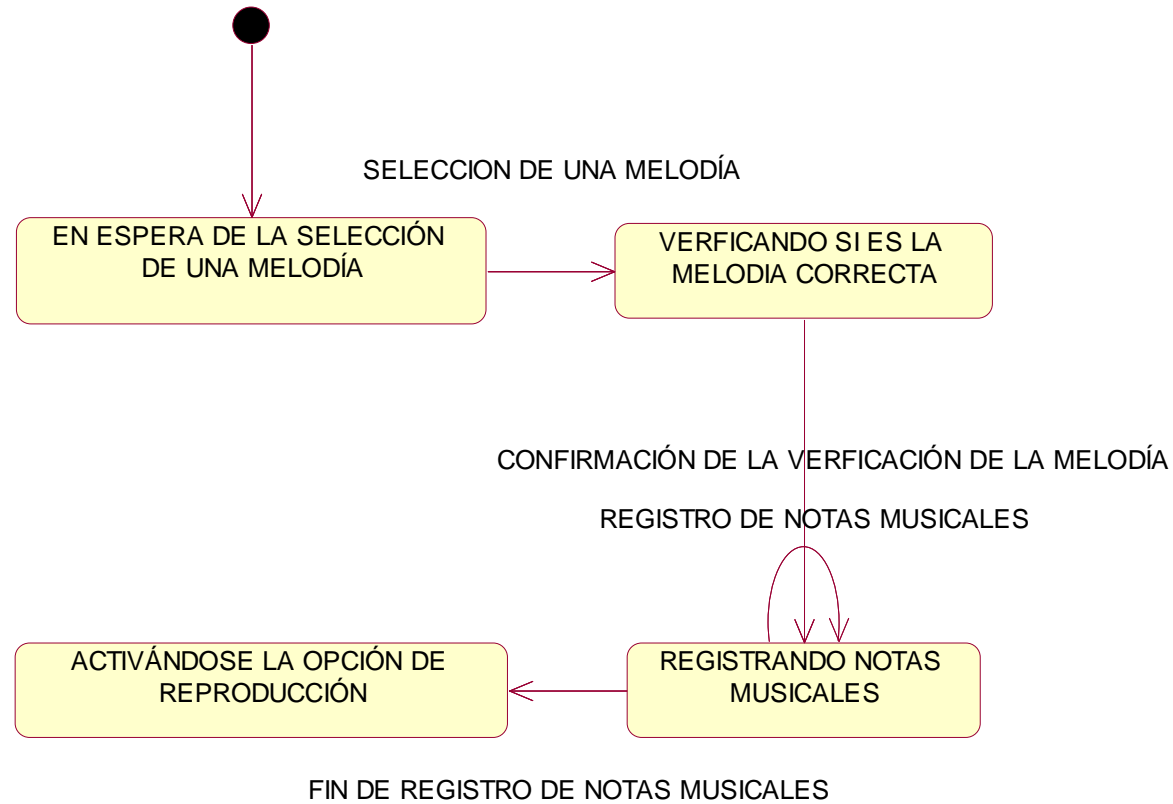 SELECCION DE UNA MELODÍA
EN ESPERA DE LA SELECCIÓN
DE UNA MELODÍA
VERFICANDO SI ES LA
MELODIA CORRECTA
CONFIRMACIÓN DE LA VERFICACIÓN DE LA MELODÍA
REGISTRO DE NOTAS MUSICALES
ACTIVÁNDOSE LA OPCIÓN DE
REPRODUCCIÓN
REGISTRANDO NOTAS
MUSICALES
FIN DE REGISTRO DE NOTAS MUSICALES